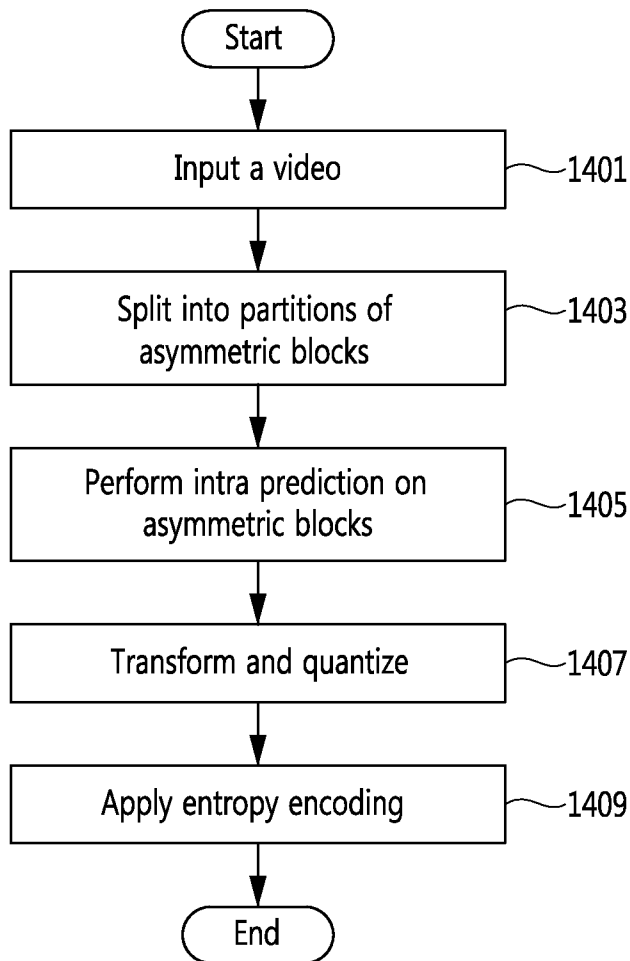 Start
Input a video
1401
Split into partitions of
asymmetric blocks
1403
Perform intra prediction on
asymmetric blocks
1405
Transform and quantize
1407
Apply entropy encoding
1409
End